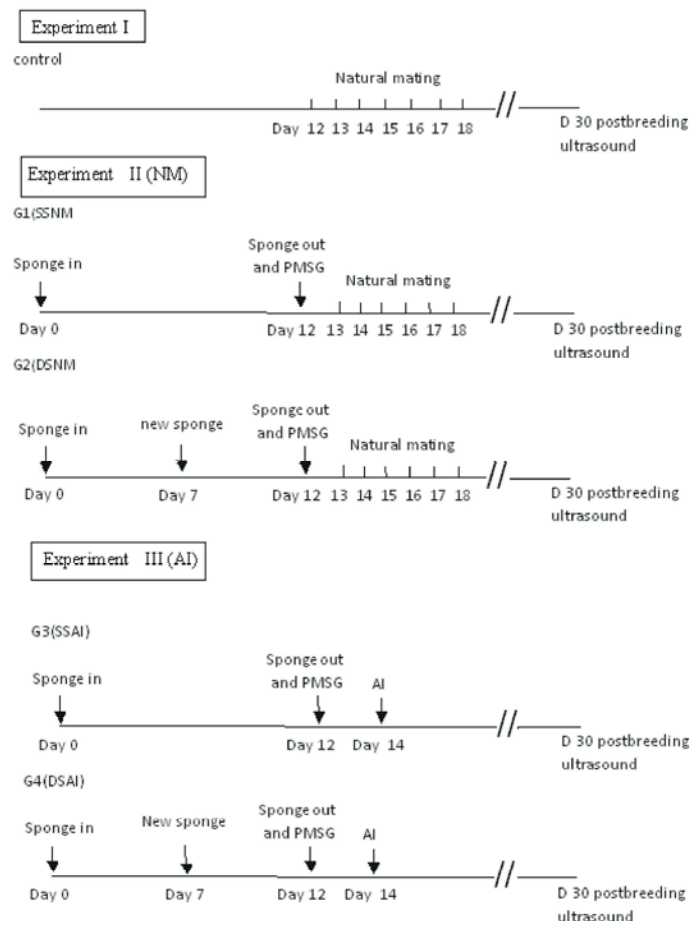 Experiment I
control
Natural mating
Day 12 13 14 15 16 17 18
D 30 postbreeding
ultrasound
Experiment II (NM)
G1(SSNM
Sponge in
Sponge out
and PMSG
Natural mating
Day 0
Day 12 13 14 15 16 17 18
D 30 postbreeding
ultrasound
G2(DSNM
Sponge in
new sponge
Sponge out
and PMSG
Natural mating
Day 0
Day 7
Day 12 13 14 15 16 17 18
D 30 postbreeding
ultrasound
Experiment III (AI)
G3(SSAI)
Sponge in
Sponge out
and PMSG
AI
Day 0
Day 12
Day 14
D 30 postbreeding
ultrasound
G4(DSAI)
Sponge in
New sponge
Sponge out
and PMSG
AI
Day 0
Day 7
Day 12
Day 14
D 30 postbreeding
ultrasound